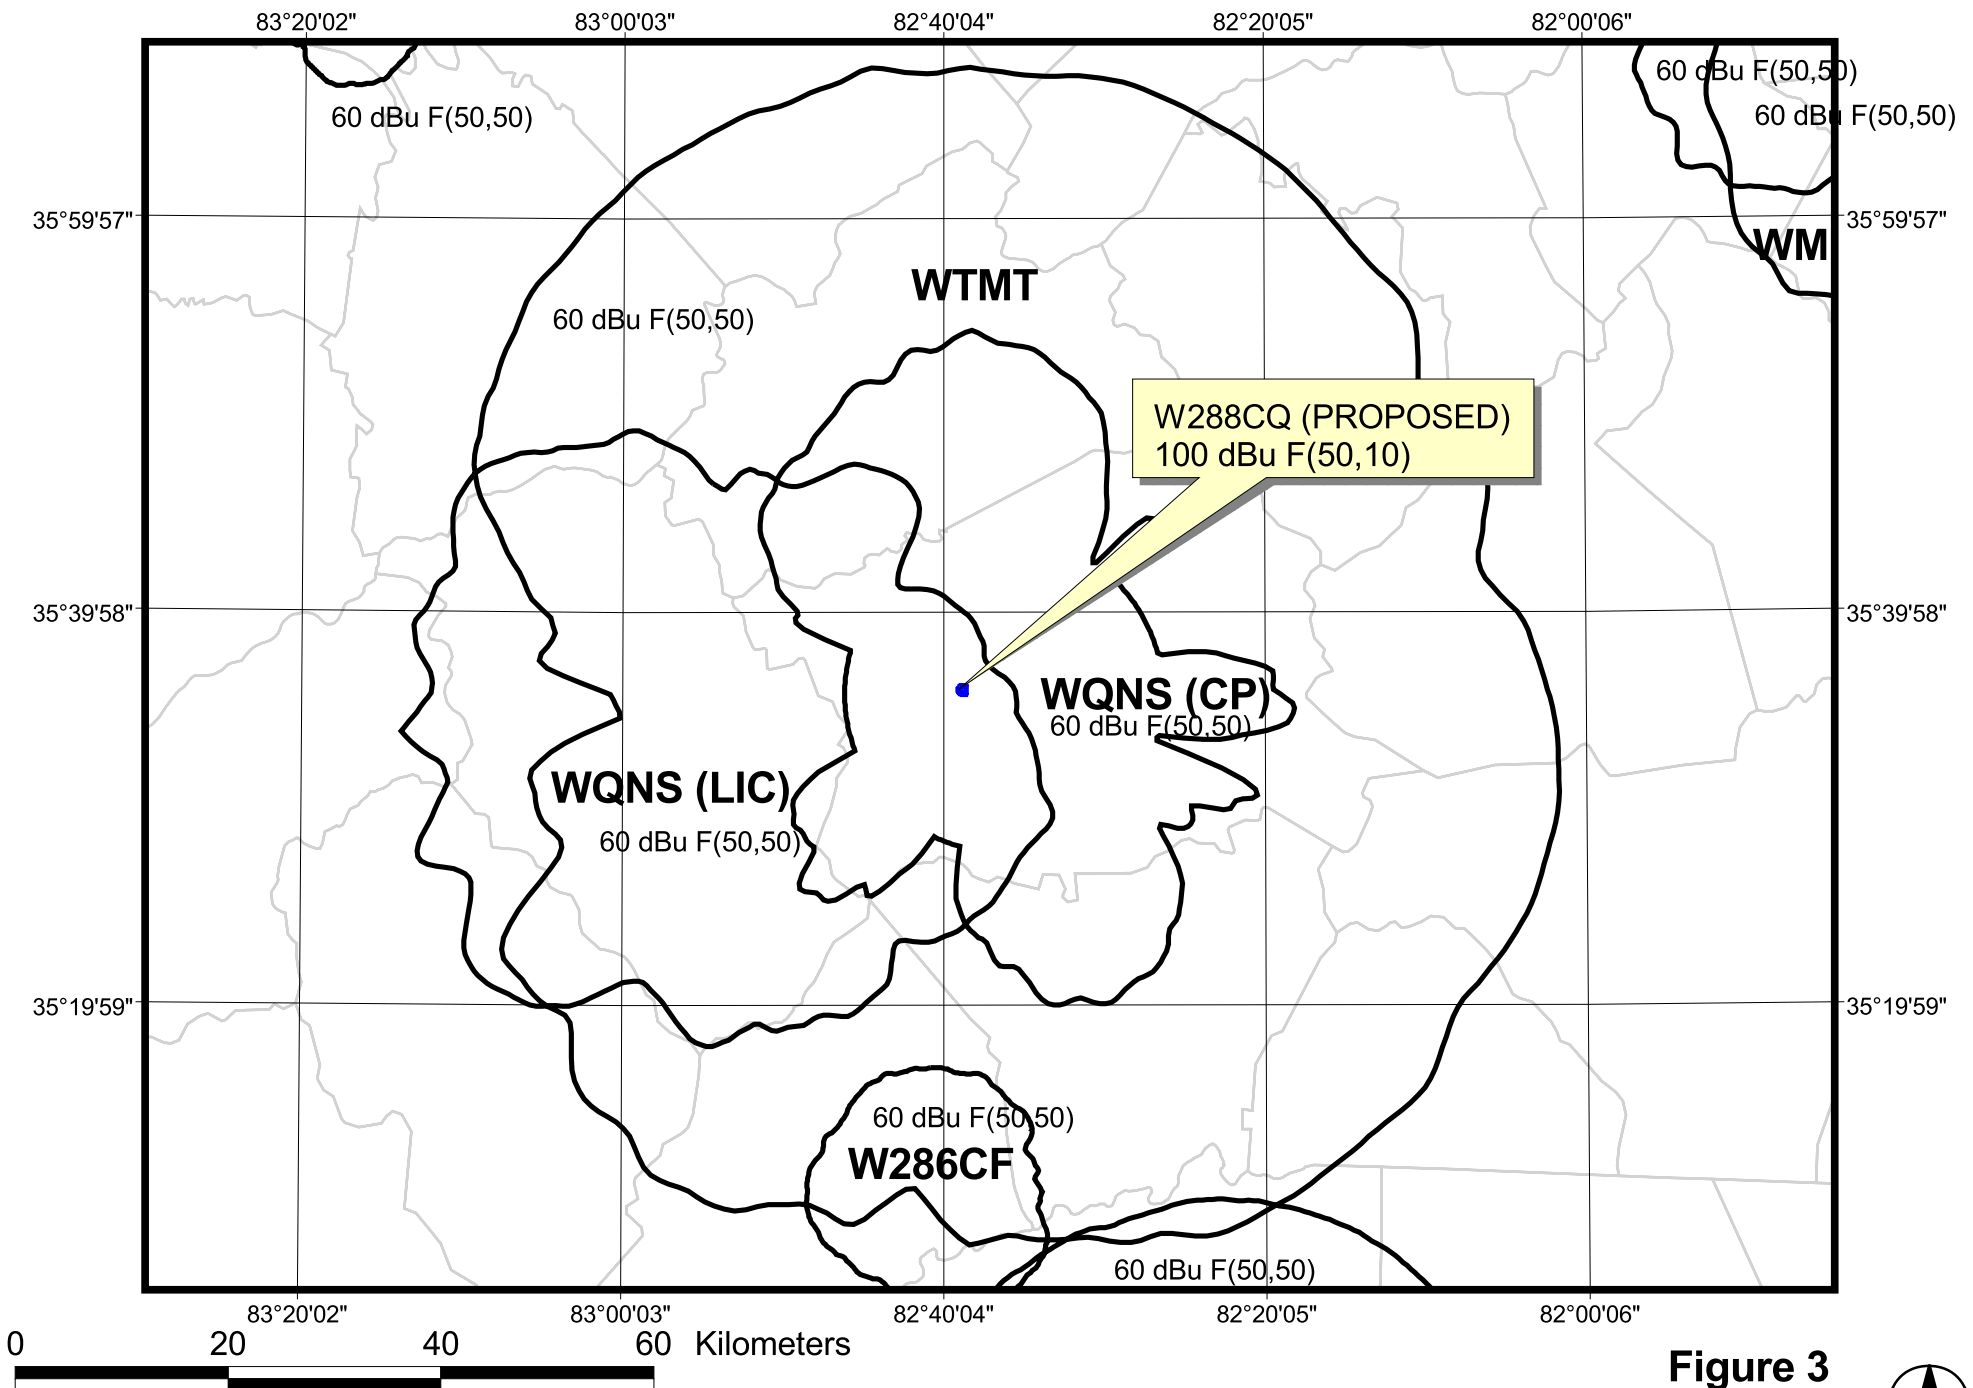 83°20'02" 83°00'03" 82°40'04" 82°20'05" 82°00'06"
60 dBu F(50,50)
60 dBu F(50,50)
60 dBu F(50,50)
35°59'57" 35°59'57"
WM
WTMT
60 dBu F(50,50)
W288CQ (PROPOSED)
100 dBu F(50,10)
35°39'58" 35°39'58"
WQNS (CP)
60 dBu F(50,50)
WQNS (LIC)
60 dBu F(50,50)
35°19'59" 35°19'59"
60 dBu F(50,50)
W286CF
60 dBu F(50,50)
83°20'02" 83°00'03" 82°40'04" 82°20'05" 82°00'06"
0 20 40 60 Kilometers
Figure 3